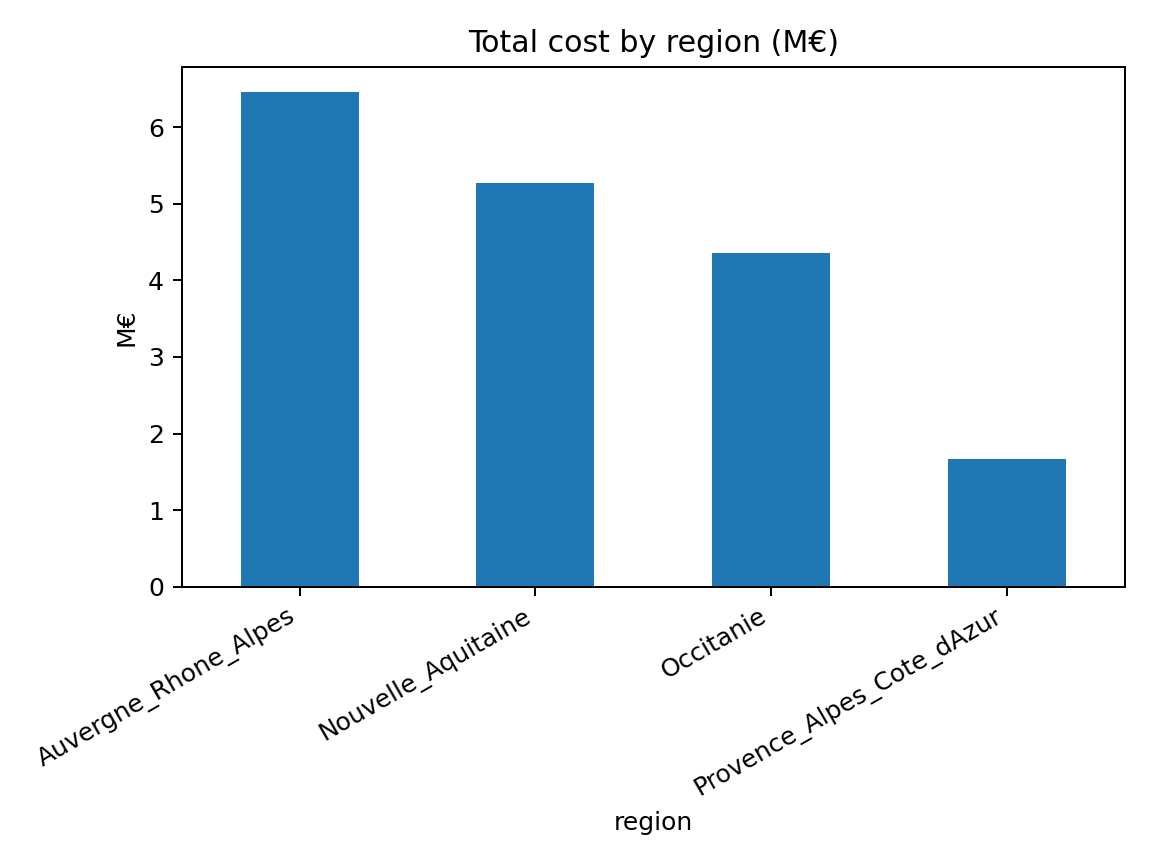 Total cost by region (M€)
M€
6
5
4
3
2
1
0
Auvergne_Rhone_Alpes
Nouvelle_Aquitaine
Occitanie
Provence_Alpes_Cote_dAzur
region